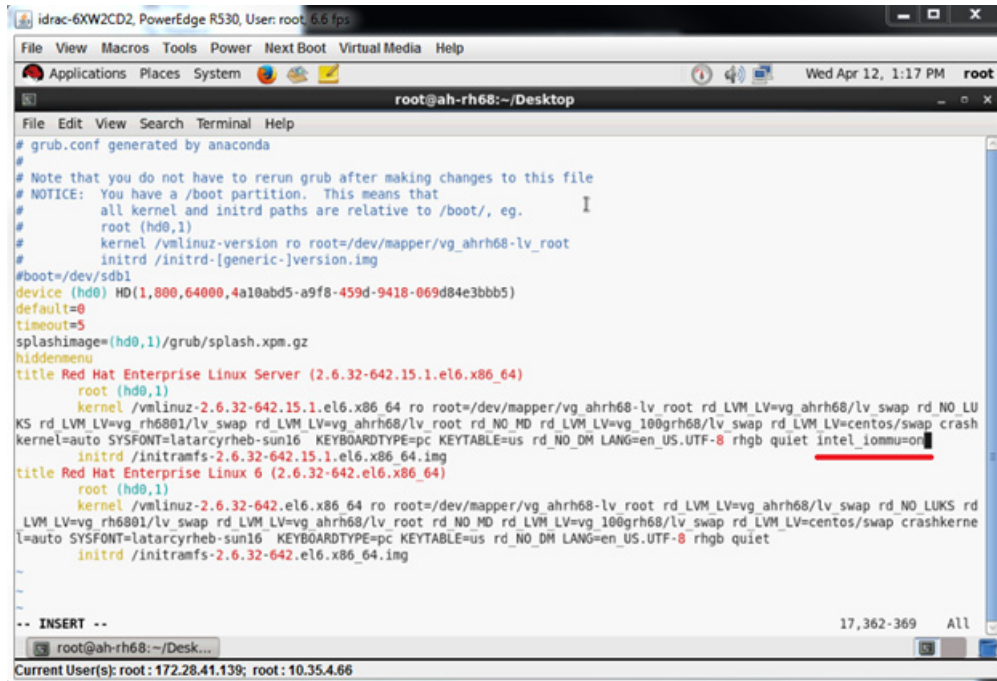 idrac-6XW2CD2, PowerEdge R530, User: root, 6.6 fps
File View Macros Tools Power Next Boot Virtual Media Help
Applications Places System Wed Apr 12, 1:17 PM root
root@ah-rh68:~/Desktop
File Edit View Search Terminal Help
# grub.conf generated by anaconda
#
# Note that you do not have to rerun grub after making changes to this file
# NOTICE:  You have a /boot partition.  This means that
#          all kernel and initrd paths are relative to /boot/, eg.
#          root (hd0,1)
#          kernel /vmlinuz-version ro root=/dev/mapper/vg_ahrh68-lv_root
#          initrd /initrd-[generic-]version.img
#boot=/dev/sdb1
device (hd0) HD(1,800,64000,4a10abd5-a9f8-459d-9418-069d84e3bbb5)
default=0
timeout=5
splashimage=(hd0,1)/grub/splash.xpm.gz
hiddenmenu
title Red Hat Enterprise Linux Server (2.6.32-642.15.1.el6.x86_64)
root (hd0,1)
kernel /vmlinuz-2.6.32-642.15.1.el6.x86_64 ro root=/dev/mapper/vg_ahrh68-lv_root rd_LVM_LV=vg_ahrh68/lv_swap rd_NO_LU
KS rd_LVM_LV=vg_rh6801/lv_swap rd_LVM_LV=vg_ahrh68/lv_root rd_NO_MD rd_LVM_LV=vg_100grh68/lv_swap rd_LVM_LV=centos/swap crash
kernel=auto SYSFONT=latarcyrheb-sun16  KEYBOARDTYPE=pc KEYTABLE=us rd_NO_DM LANG=en_US.UTF-8 rhgb quiet intel_iommu=on
initrd /initramfs-2.6.32-642.15.1.el6.x86_64.img
title Red Hat Enterprise Linux 6 (2.6.32-642.el6.x86_64)
root (hd0,1)
kernel /vmlinuz-2.6.32-642.el6.x86_64 ro root=/dev/mapper/vg_ahrh68-lv_root rd_LVM_LV=vg_ahrh68/lv_swap rd_NO_LUKS rd
_LVM_LV=vg_rh6801/lv_swap rd_LVM_LV=vg_ahrh68/lv_root rd_NO_MD rd_LVM_LV=vg_100grh68/lv_swap rd_LVM_LV=centos/swap crashkerne
l=auto SYSFONT=latarcyrheb-sun16  KEYBOARDTYPE=pc KEYTABLE=us rd_NO_DM LANG=en_US.UTF-8 rhgb quiet
initrd /initramfs-2.6.32-642.el6.x86_64.img
~
~
~
-- INSERT -- 17,362-369 All
root@ah-rh68:~/Desk...
Current User(s): root : 172.28.41.139; root : 10.35.4.66